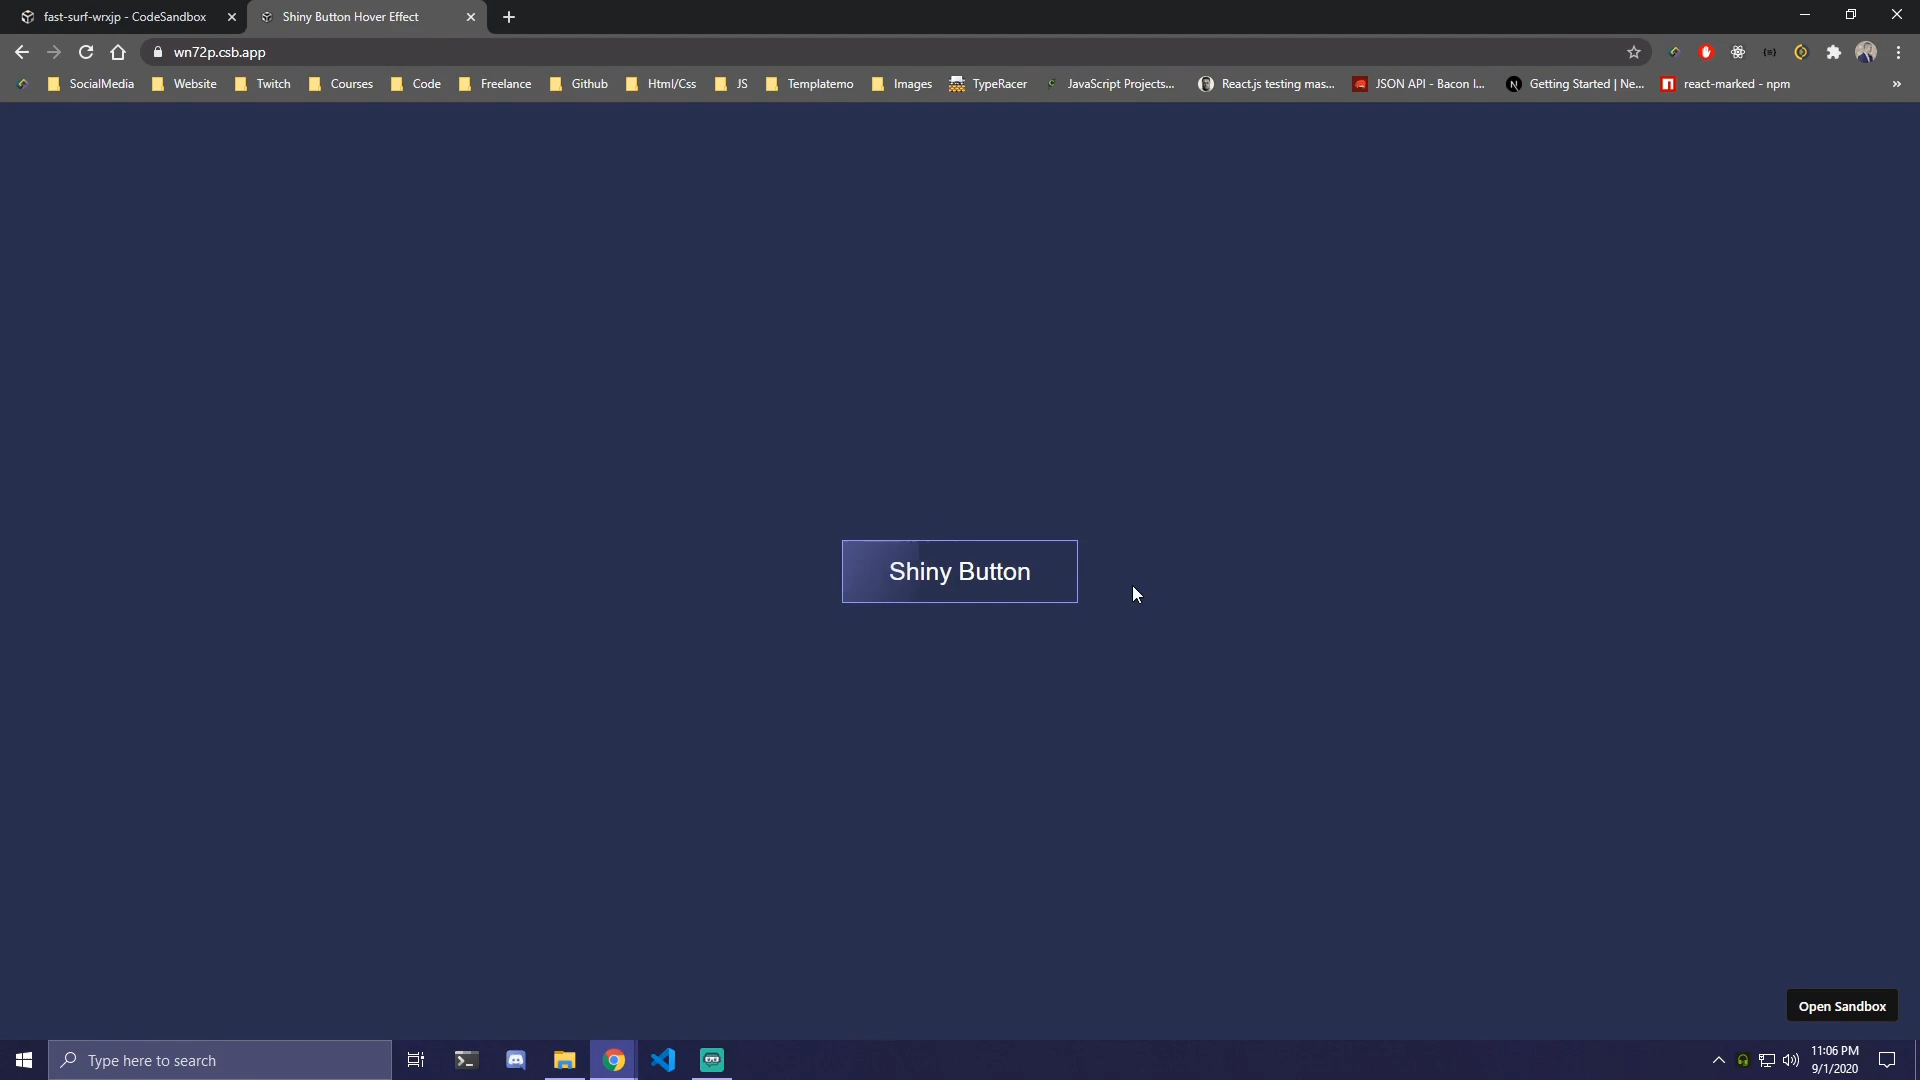 fast-surf-wrxjp - CodeSandbox
Shiny Button Hover Effect
wn72p.csb.app
SocialMedia Website Twitch Courses Code Freelance Github Html/Css JS Templatemo Images TypeRacer JavaScript Projects... React.js testing mas... JSON API - Bacon I... Getting Started | Ne... react-marked - npm »
Shiny Button
Open Sandbox
Type here to search
11:06 PM
9/1/2020